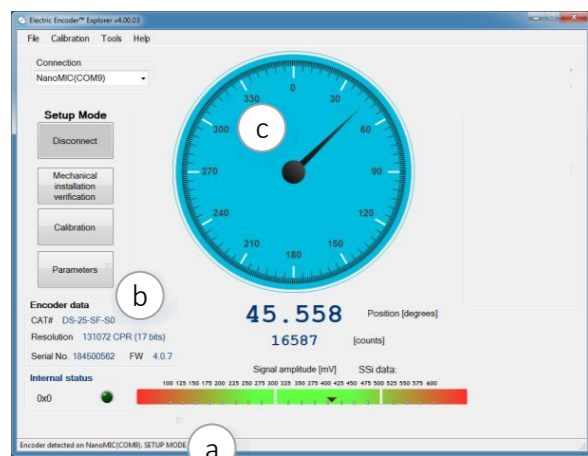 Electric Encoder™ Explorer v4.00.03
File Calibration Tools Help
Connection
NanoMIC(COM9)
Setup Mode
Disconnect
Mechanical
installation
verification
Calibration
Parameters
Encoder data
CAT# DS-25-SF-S0
Resolution 131072 CPR (17 bits)
Serial No. 184500562 FW 4.0.7
Internal status
0x0
0
30
60
90
120
150
180
210
240
270
300
330
c
b
45.558 Position [degrees]
16587 [counts]
Signal amplitude [mV] SSi data:
100 125 150 175 200 225 250 275 300 325 350 375 400 425 450 475 500 525 550 575 600
Encoder detected on NanoMIC(COM9). SETUP MODE
a